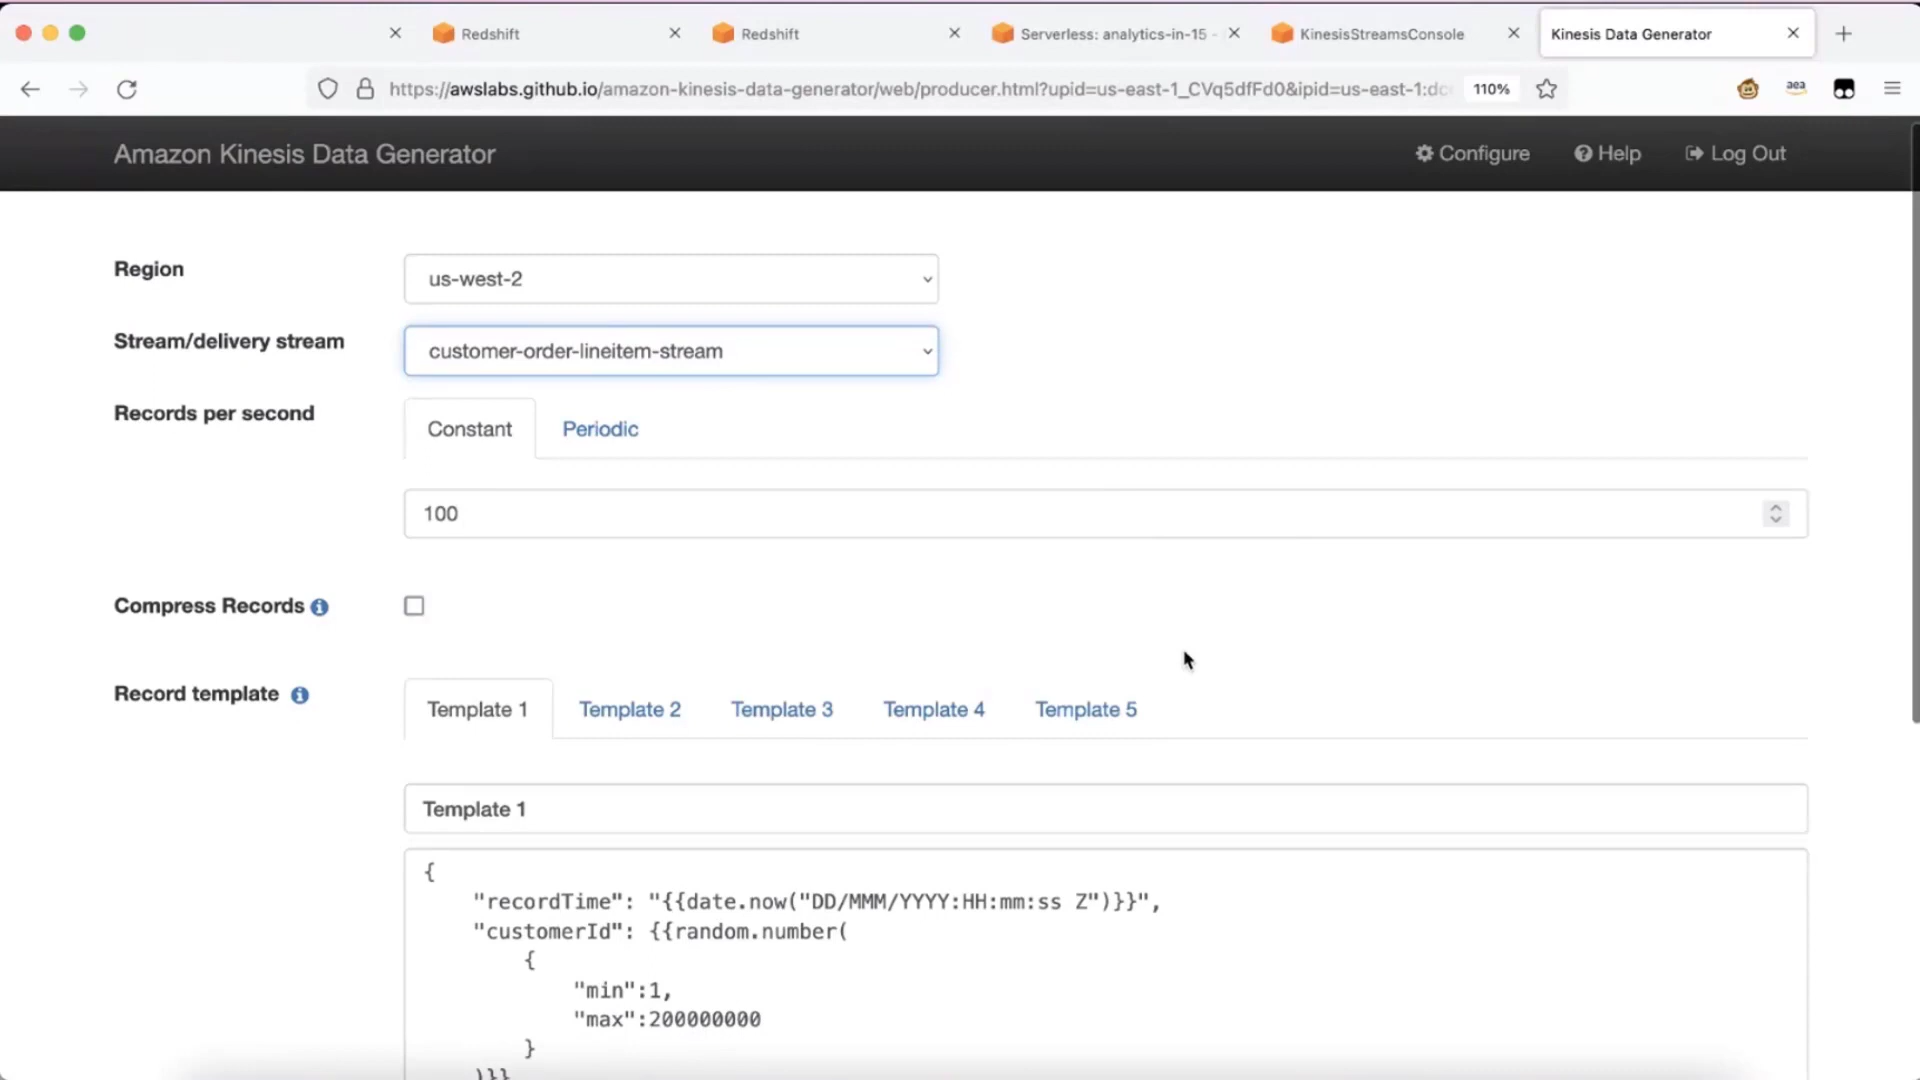 Redshift
Redshift
Serverless: analytics-in-15 -
KinesisStreamsConsole
Kinesis Data Generator
https://awslabs.github.io/amazon-kinesis-data-generator/web/producer.html?upid=us-east-1_CVq5dfFd0&ipid=us-east-1:dc
110%
aea
Amazon Kinesis Data Generator
Configure
Help
Log Out
Region
us-west-2
Stream/delivery stream
customer-order-lineitem-stream
Records per second
Constant
Periodic
100
Compress Records
Record template
Template 1
Template 2
Template 3
Template 4
Template 5
Template 1
{
"recordTime": "{{date.now("DD/MMM/YYYY:HH:mm:ss Z")}}",
"customerId": {{random.number(
{
"min":1,
"max":200000000
}
)}}